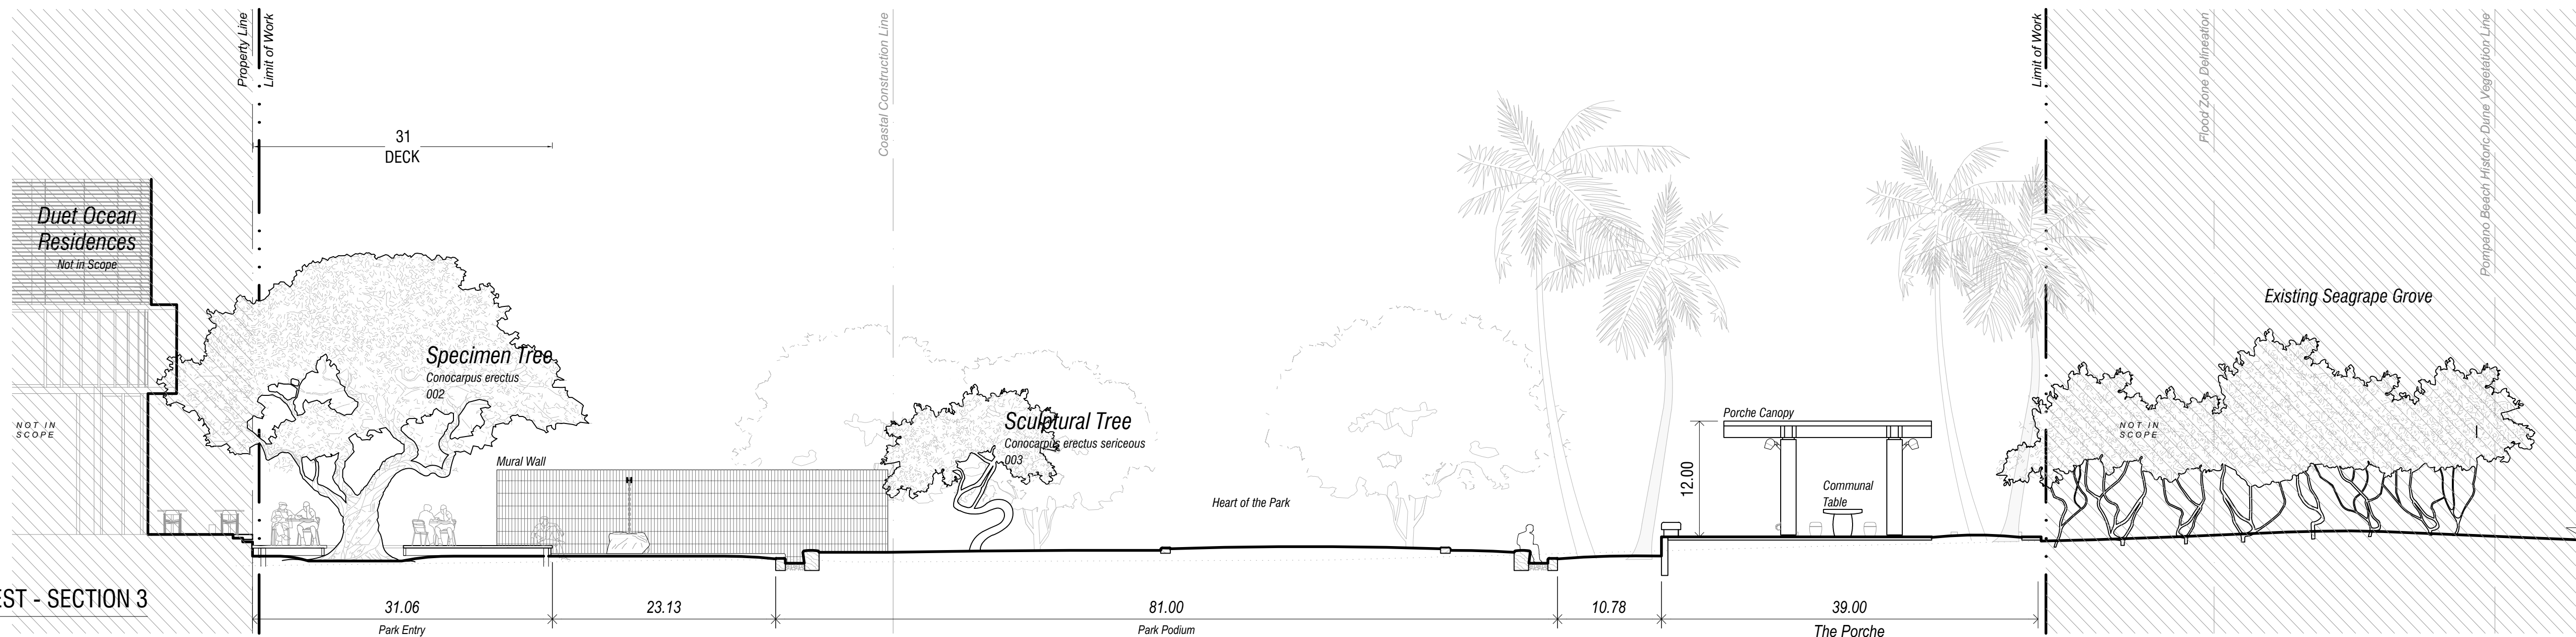 Property Line
Limit of Work
Coastal Construction Line
Limit of Work
Flood Zone Delineation
Pompano Beach Historic Dune Vegetation Line
31
DECK
Duet Ocean
Residences
Not in Scope
Existing Seagrape Grove
Specimen Tree
Conocarpus erectus
002
Sculptural Tree
Conocarpus erectus sericeous
003
Porche Canopy
NOT IN
SCOPE
NOT IN
SCOPE
Mural Wall
12.00
Communal
Table
Heart of the Park
EST - SECTION 3
31.06
23.13
81.00
10.78
39.00
Park Entry
Park Podium
The Porche